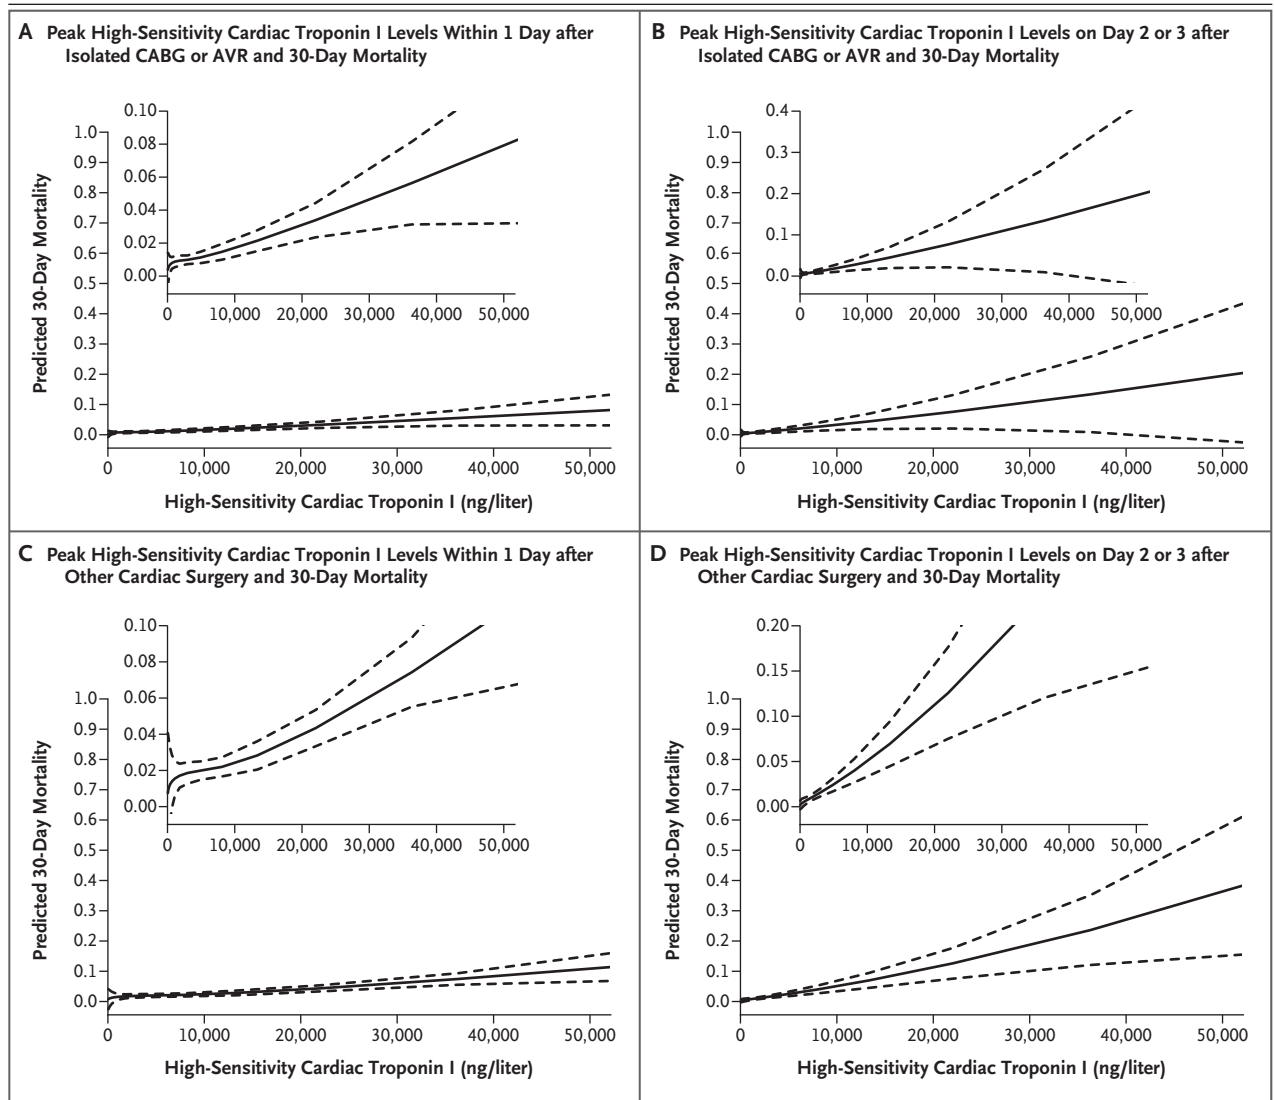 A Peak High-Sensitivity Cardiac Troponin I Levels Within 1 Day after
Isolated CABG or AVR and 30-Day Mortality
Predicted 30-Day Mortality
1.0
0.9
0.8
0.7
0.6
0.5
0.4
0.3
0.2
0.1
0.0
0.10
0.08
0.06
0.04
0.02
0.00
0 10,000 20,000 30,000 40,000 50,000
0 10,000 20,000 30,000 40,000 50,000
High-Sensitivity Cardiac Troponin I (ng/liter)
B Peak High-Sensitivity Cardiac Troponin I Levels on Day 2 or 3 after
Isolated CABG or AVR and 30-Day Mortality
Predicted 30-Day Mortality
1.0
0.9
0.8
0.7
0.6
0.5
0.4
0.3
0.2
0.1
0.0
0.4
0.3
0.2
0.1
0.0
0 10,000 20,000 30,000 40,000 50,000
0 10,000 20,000 30,000 40,000 50,000
High-Sensitivity Cardiac Troponin I (ng/liter)
C Peak High-Sensitivity Cardiac Troponin I Levels Within 1 Day after
Other Cardiac Surgery and 30-Day Mortality
Predicted 30-Day Mortality
1.0
0.9
0.8
0.7
0.6
0.5
0.4
0.3
0.2
0.1
0.0
0.10
0.08
0.06
0.04
0.02
0.00
0 10,000 20,000 30,000 40,000 50,000
0 10,000 20,000 30,000 40,000 50,000
High-Sensitivity Cardiac Troponin I (ng/liter)
D Peak High-Sensitivity Cardiac Troponin I Levels on Day 2 or 3 after
Other Cardiac Surgery and 30-Day Mortality
Predicted 30-Day Mortality
1.0
0.9
0.8
0.7
0.6
0.5
0.4
0.3
0.2
0.1
0.0
0.20
0.15
0.10
0.05
0.00
0 10,000 20,000 30,000 40,000 50,000
0 10,000 20,000 30,000 40,000 50,000
High-Sensitivity Cardiac Troponin I (ng/liter)